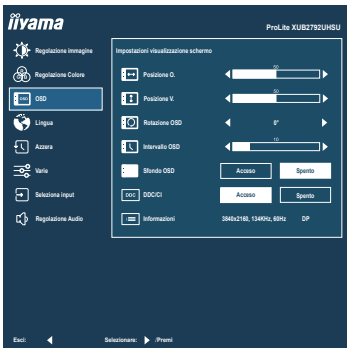 iiyama
ProLite XUB2792UHSU
Regolazione immagine
Regolazione Colore
OSD OSD
Lingua
Azzera
Varie
Seleziona input
Regolazione Audio
Impostazioni visualizzazione schermo
Posizione O. 50
Posizione V. 50
Rotazione OSD 0°
Intervallo OSD 10
Sfondo OSD Acceso Spento
DDC DDC/CI Acceso Spento
Informazioni 3840x2160, 134KHz, 60Hz DP
Esci: Selezionare: /Premi